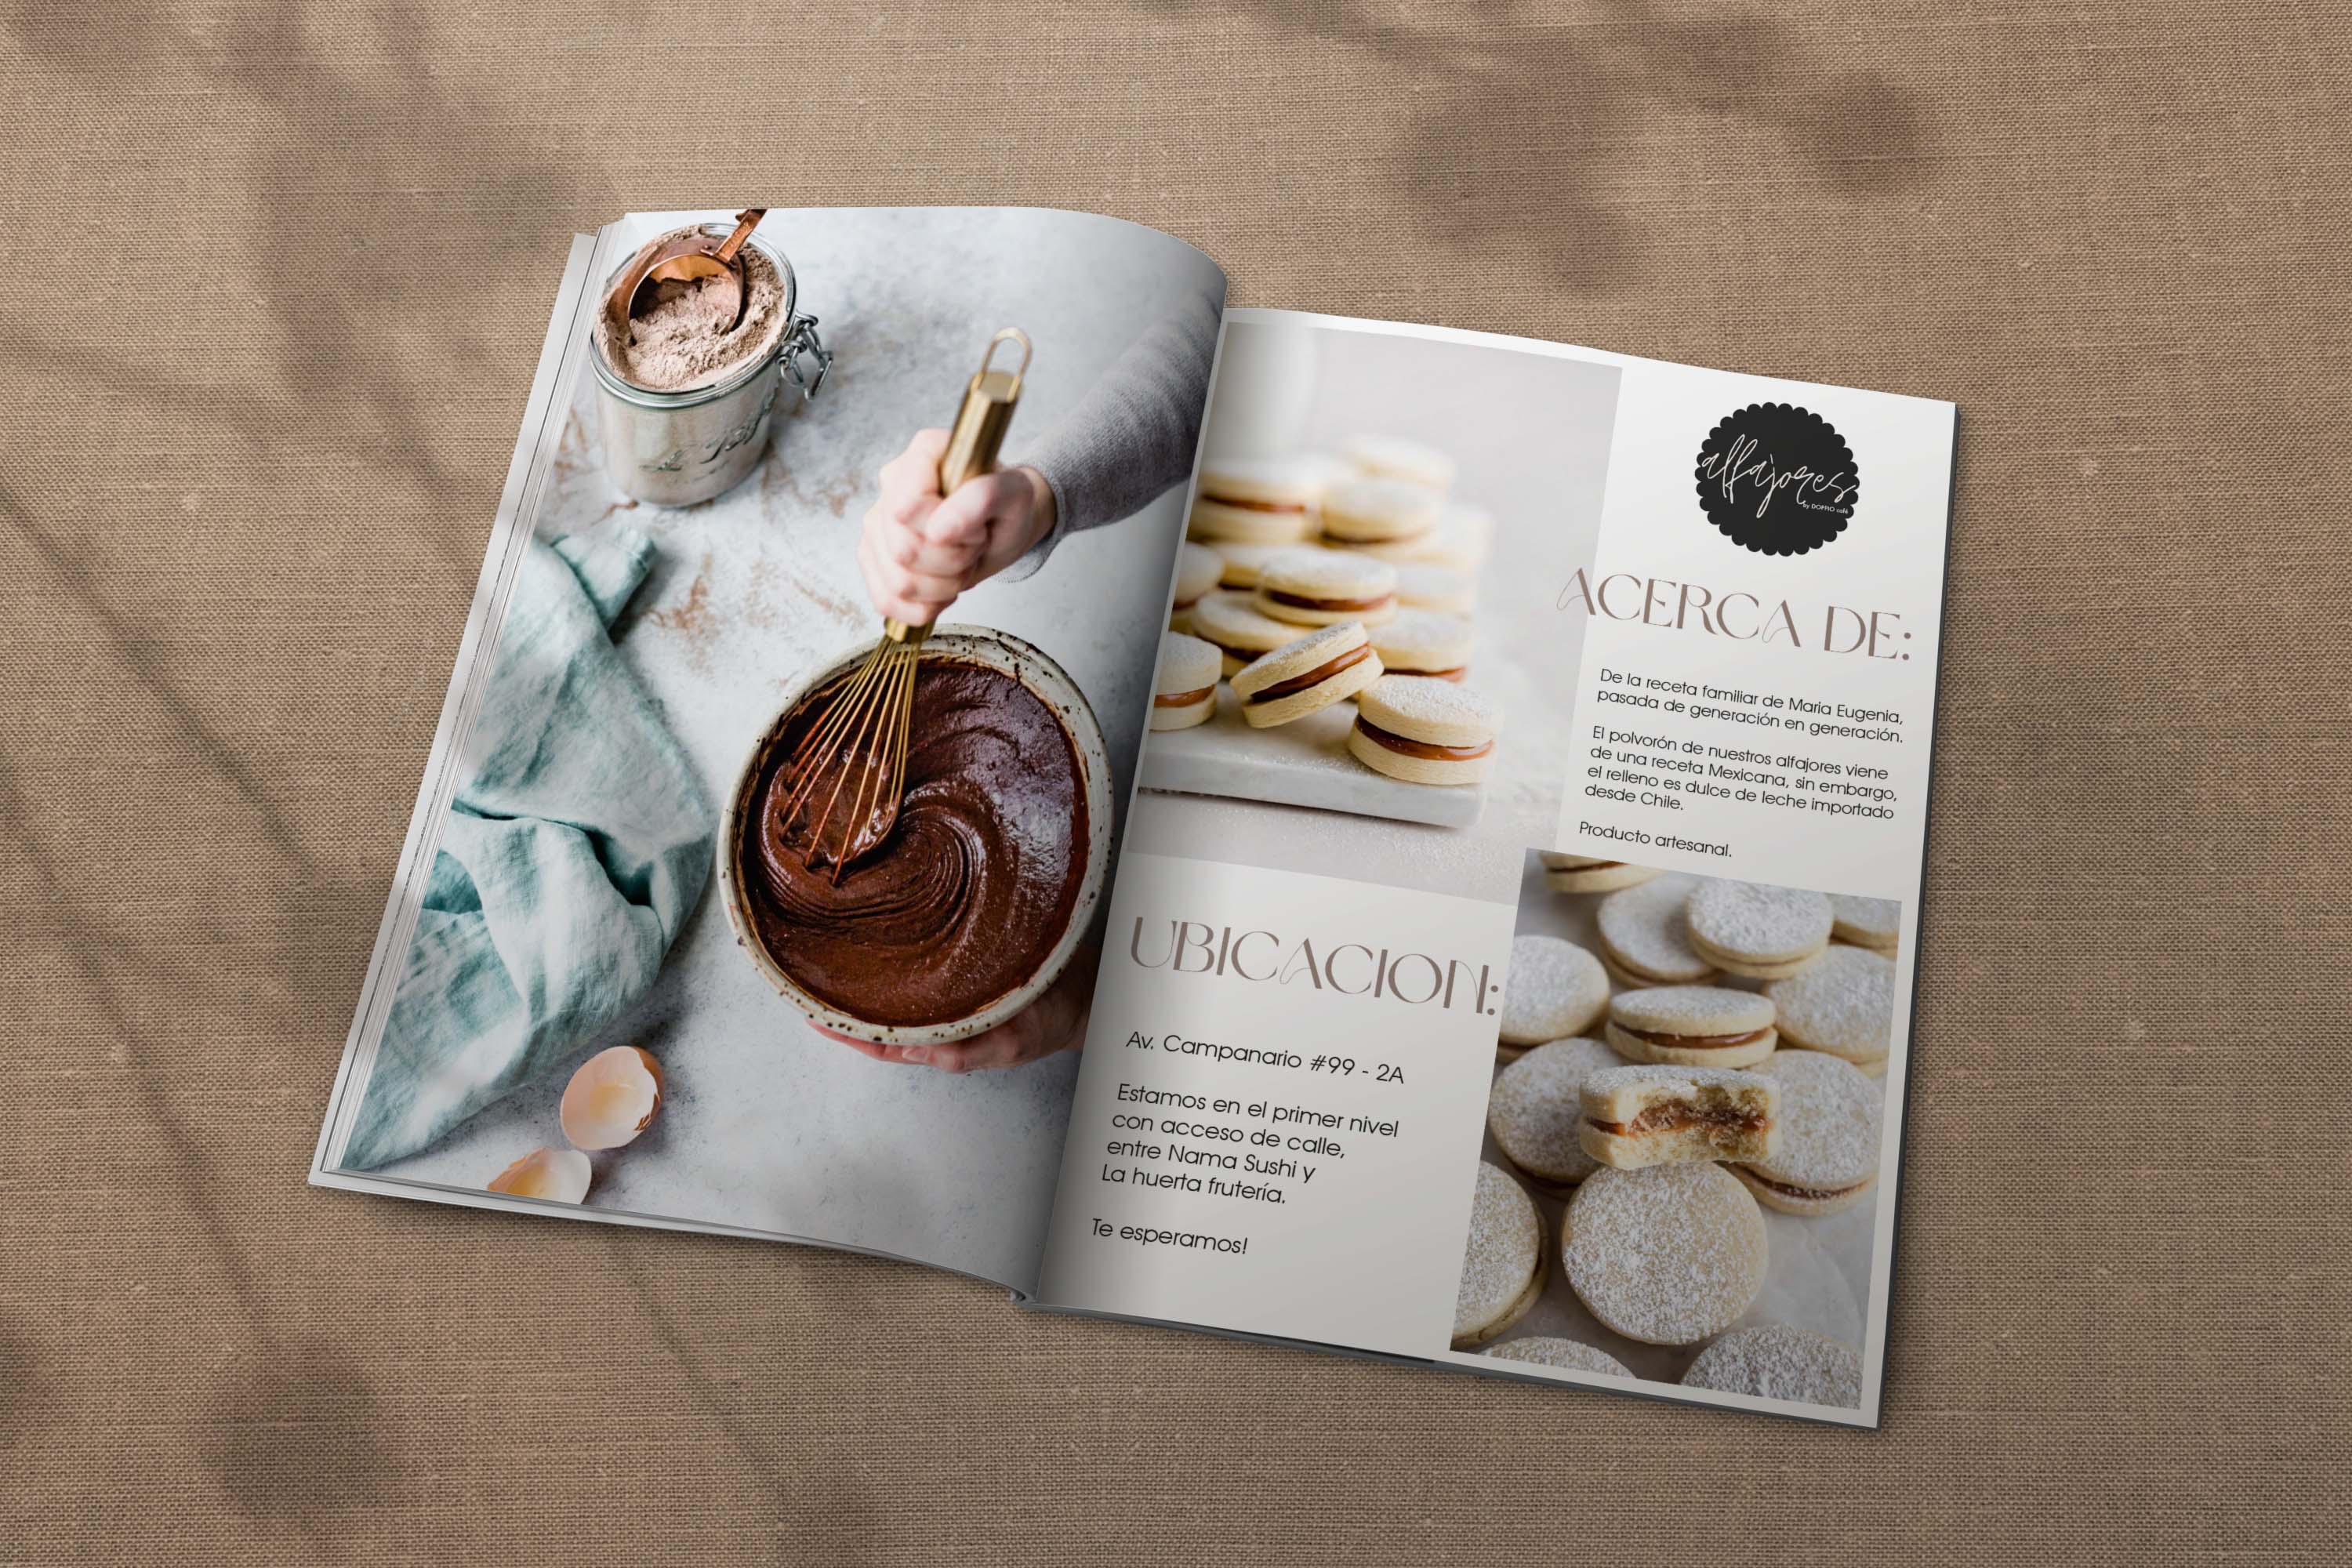 alfajores
by DOPPIO café
ACERCA DE:
De la receta familiar de Maria Eugenia,
pasada de generación en generación.
El polvorón de nuestros alfajores viene
de una receta Mexicana, sin embargo,
el relleno es dulce de leche importado
desde Chile.
Producto artesanal.
UBICACION:
Av. Campanario #99 - 2A
Estamos en el primer nivel
con acceso de calle,
entre Nama Sushi y
La huerta frutería.
Te esperamos!